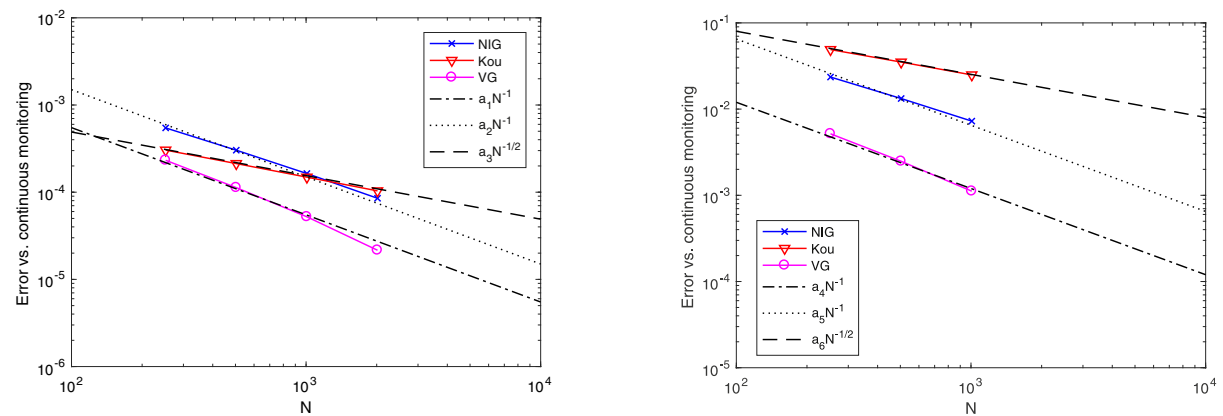 10^-2
10^-3
10^-4
10^-5
10^-6
Error vs. continuous monitoring
NIG
Kou
VG
a_1N^-1
a_2N^-1
a_3N^-1/2
10^2
10^3
10^4
N
10^-1
10^-2
10^-3
10^-4
10^-5
Error vs. continuous monitoring
NIG
Kou
VG
a_4N^-1
a_5N^-1
a_6N^-1/2
10^2
10^3
10^4
N